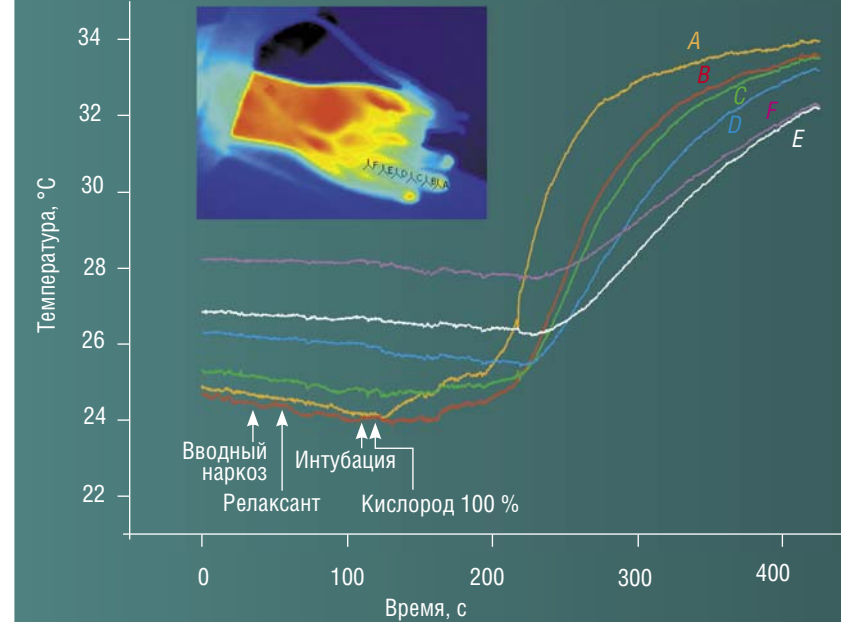 34
32
30
28
26
24
22
Температура, °C
A
B
C
D
F
E
F E D C B A
Вводный
наркоз
Интубация
Релаксант
Кислород 100 %
0
100
200
300
400
Время, с